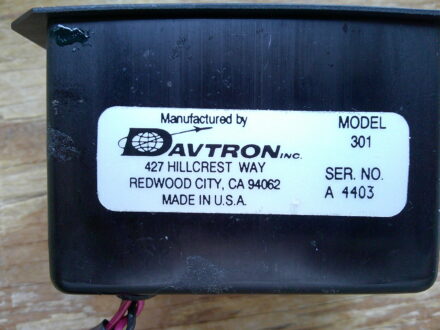 Manufactured by
DAVTRON INC.
427 HILLCREST WAY
REDWOOD CITY, CA 94062
MADE IN U.S.A.
MODEL
301
SER. NO.
A 4403